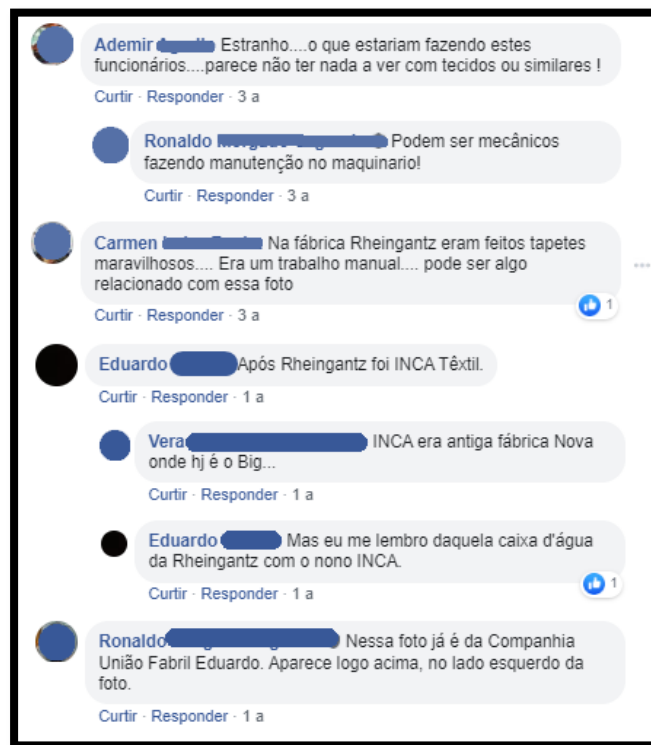 Ademir Estranho....o que estariam fazendo estes
funcionários....parece não ter nada a ver com tecidos ou similares !
Curtir · Responder · 3 a
Ronaldo Podem ser mecânicos
fazendo manutenção no maquinario!
Curtir · Responder · 3 a
Carmen Na fábrica Rheingantz eram feitos tapetes
maravilhosos.... Era um trabalho manual.... pode ser algo
relacionado com essa foto
1
Curtir · Responder · 3 a
Eduardo Após Rheingantz foi INCA Têxtil.
Curtir · Responder · 1 a
Vera INCA era antiga fábrica Nova
onde hj é o Big...
Curtir · Responder · 1 a
Eduardo Mas eu me lembro daquela caixa d'água
da Rheingantz com o nono INCA.
1
Curtir · Responder · 1 a
Ronaldo Nessa foto já é da Companhia
União Fabril Eduardo. Aparece logo acima, no lado esquerdo da
foto.
Curtir · Responder · 1 a